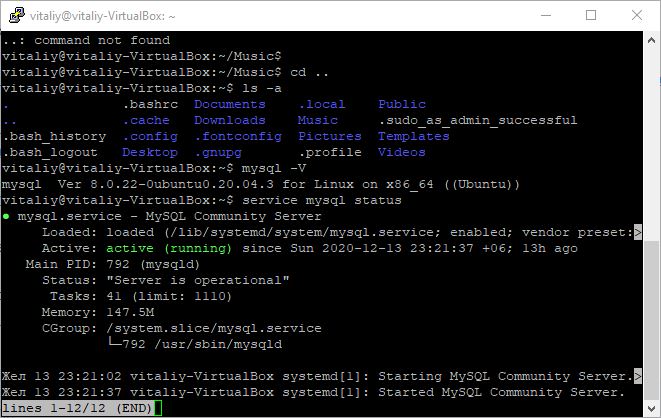 vitaliy@vitaliy-VirtualBox: ~
..: command not found
vitaliy@vitaliy-VirtualBox:~/Music$
vitaliy@vitaliy-VirtualBox:~/Music$ cd ..
vitaliy@vitaliy-VirtualBox:~$ ls -a
. .bashrc Documents .local Public
.. .cache Downloads Music .sudo_as_admin_successful
.bash_history .config .fontconfig Pictures Templates
.bash_logout Desktop .gnupg .profile Videos
vitaliy@vitaliy-VirtualBox:~$ mysql -V
mysql  Ver 8.0.22-0ubuntu0.20.04.3 for Linux on x86_64 ((Ubuntu))
vitaliy@vitaliy-VirtualBox:~$ service mysql status
● mysql.service - MySQL Community Server
Loaded: loaded (/lib/systemd/system/mysql.service; enabled; vendor preset:>
Active: active (running) since Sun 2020-12-13 23:21:37 +06; 13h ago
Main PID: 792 (mysqld)
Status: "Server is operational"
Tasks: 41 (limit: 1110)
Memory: 147.5M
CGroup: /system.slice/mysql.service
└─792 /usr/sbin/mysqld
Жел 13 23:21:02 vitaliy-VirtualBox systemd[1]: Starting MySQL Community Server.>
Жел 13 23:21:37 vitaliy-VirtualBox systemd[1]: Started MySQL Community Server.
lines 1-12/12 (END)